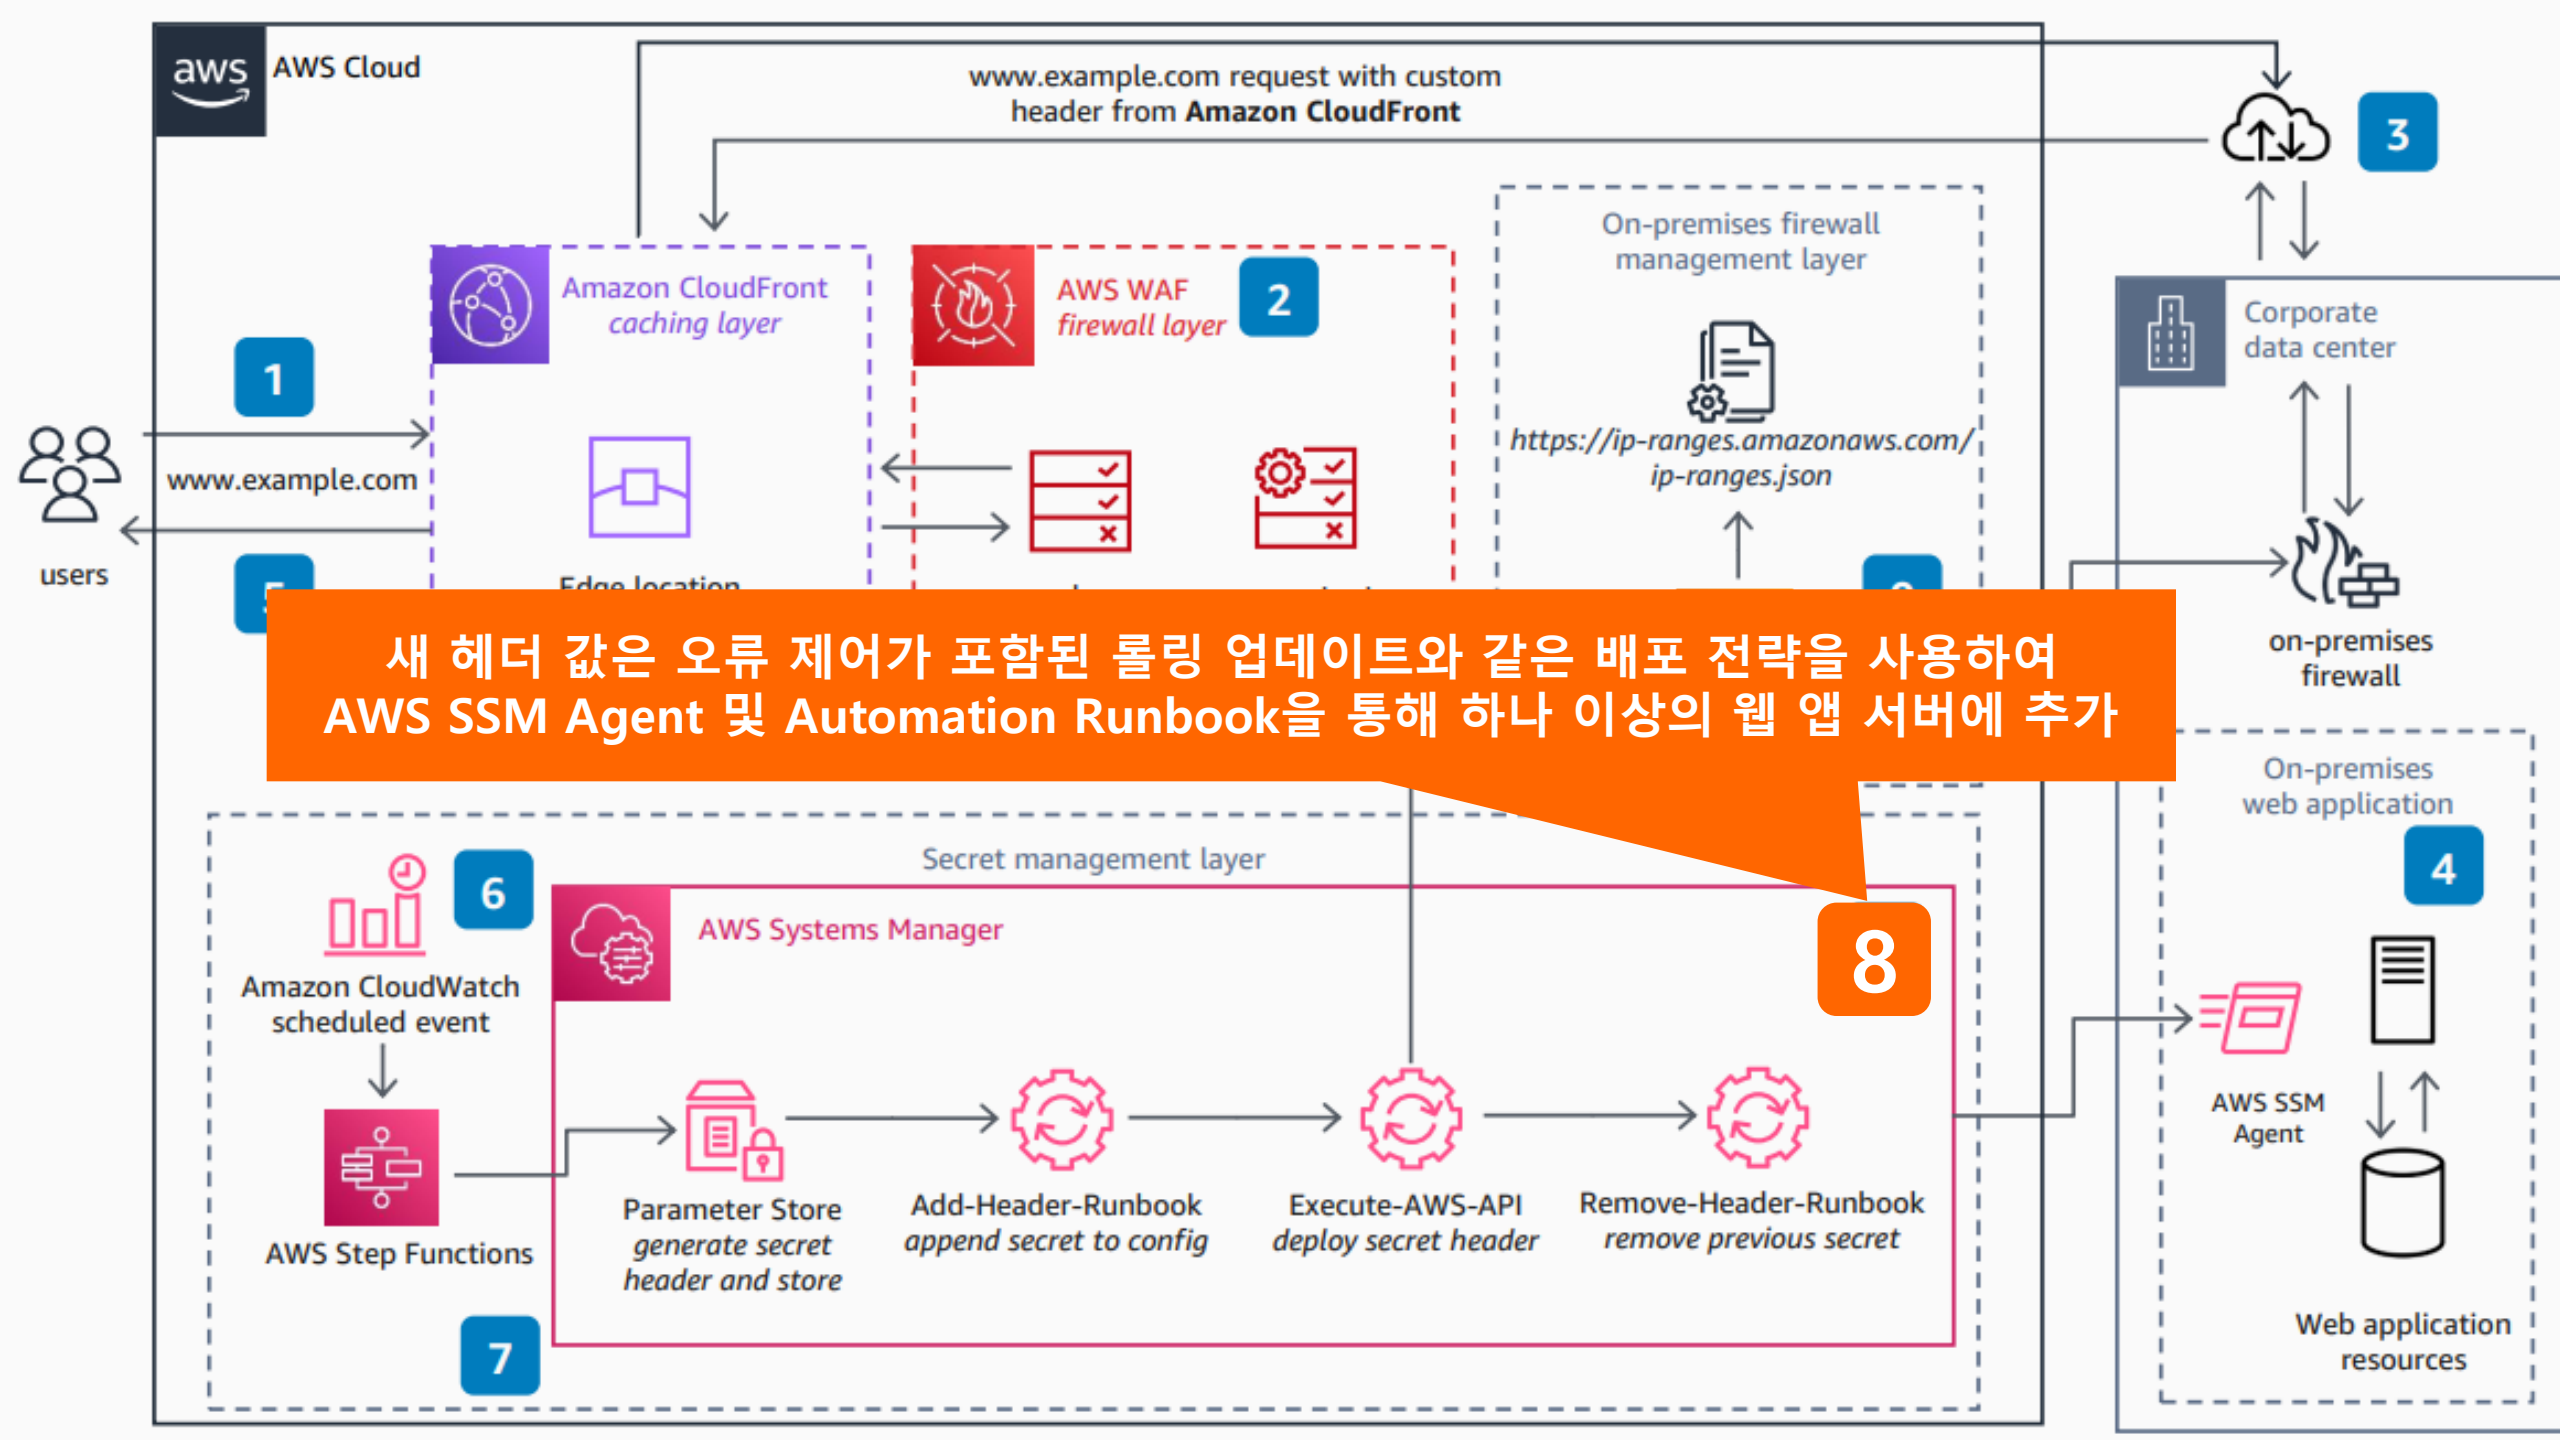 aws
AWS Cloud
www.example.com request with custom
header from Amazon CloudFront
3
On-premises firewall
management layer
Amazon CloudFront
caching layer
AWS WAF
firewall layer
2
Corporate
data center
1
https://ip-ranges.amazonaws.com/
ip-ranges.json
www.example.com
users
Edge location
on-premises
firewall
새 헤더 값은 오류 제어가 포함된 롤링 업데이트와 같은 배포 전략을 사용하여
AWS SSM Agent 및 Automation Runbook을 통해 하나 이상의 웹 앱 서버에 추가
On-premises
web application
4
Secret management layer
6
AWS Systems Manager
8
Amazon CloudWatch
scheduled event
AWS SSM
Agent
Parameter Store
generate secret
header and store
Add-Header-Runbook
append secret to config
Execute-AWS-API
deploy secret header
Remove-Header-Runbook
remove previous secret
AWS Step Functions
7
Web application
resources